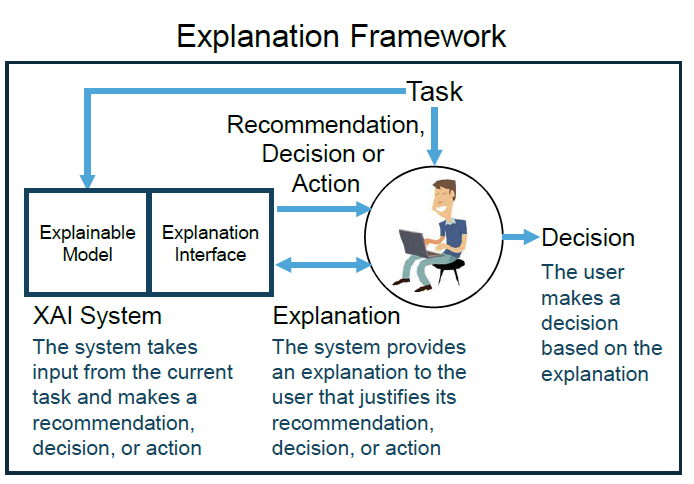 Explanation Framework
Task
Recommendation,
Decision or
Action
Explainable
Model
Explanation
Interface
XAI System
The system takes
input from the current
task and makes a
recommendation,
decision, or action
Explanation
The system provides
an explanation to the
user that justifies its
recommendation,
decision, or action
Decision
The user
makes a
decision
based on the
explanation